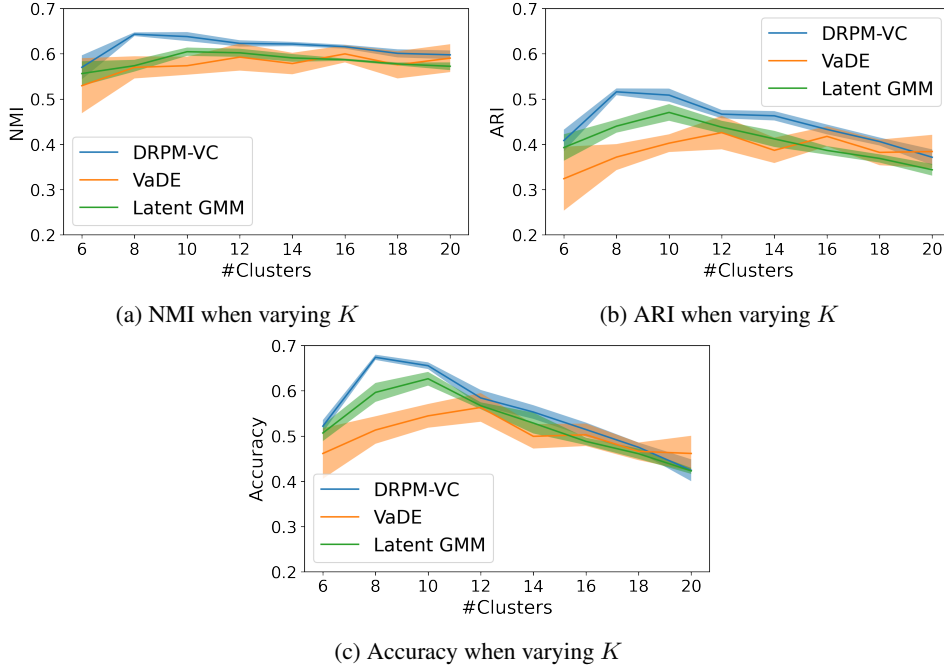 0.7
0.6
0.5
0.4
0.3
0.2
NMI
DRPM-VC
VaDE
Latent GMM
6 8 10 12 14 16 18 20
#Clusters
(a) NMI when varying K
0.7
0.6
0.5
0.4
0.3
0.2
ARI
DRPM-VC
VaDE
Latent GMM
6 8 10 12 14 16 18 20
#Clusters
(b) ARI when varying K
0.7
0.6
0.5
0.4
0.3
0.2
Accuracy
DRPM-VC
VaDE
Latent GMM
6 8 10 12 14 16 18 20
#Clusters
(c) Accuracy when varying K